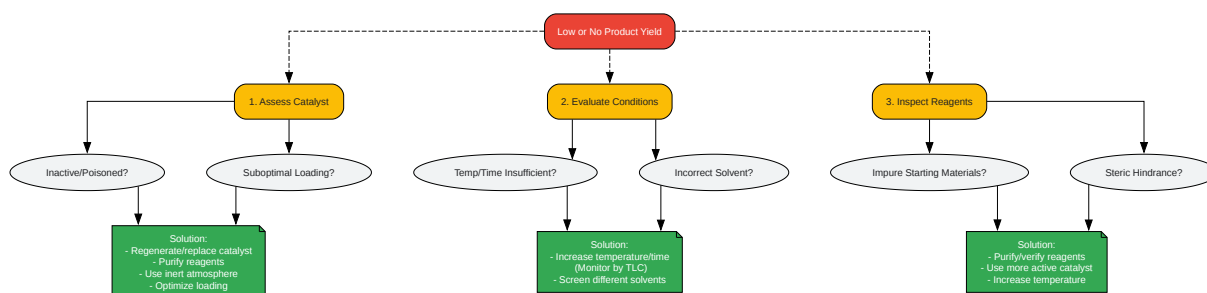 Low or No Product Yield
1. Assess Catalyst
2. Evaluate Conditions
3. Inspect Reagents
Inactive/Poisoned?
Suboptimal Loading?
Temp/Time Insufficient?
Incorrect Solvent?
Impure Starting Materials?
Steric Hindrance?
Solution:
- Regenerate/replace catalyst
- Purify reagents
- Use inert atmosphere
- Optimize loading
Solution:
- Increase temperature/time
(Monitor by TLC)
- Screen different solvents
Solution:
- Purify/verify reagents
- Use more active catalyst
- Increase temperature